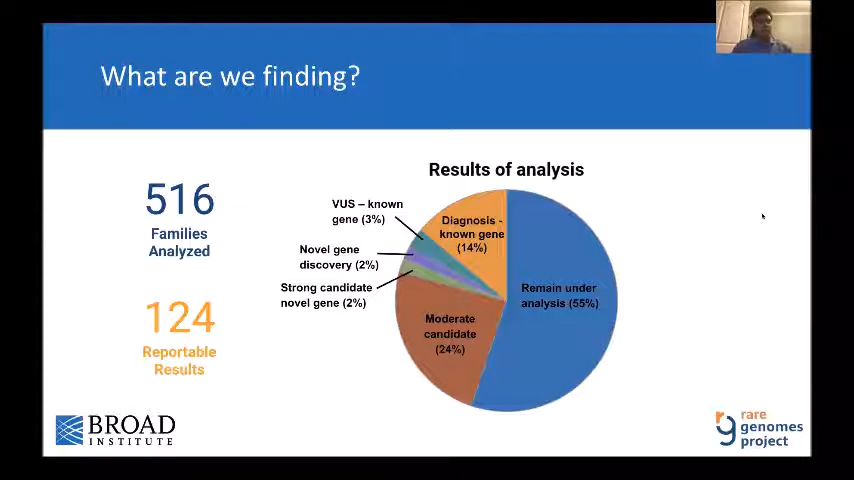 What are we finding?
516
Families
Analyzed
124
Reportable
Results
Results of analysis
VUS – known
gene (3%)
Diagnosis -
known gene
(14%)
Novel gene
discovery (2%)
Strong candidate
novel gene (2%)
Remain under
analysis (55%)
Moderate
candidate
(24%)
BROAD
INSTITUTE
rg
rare
genomes
project